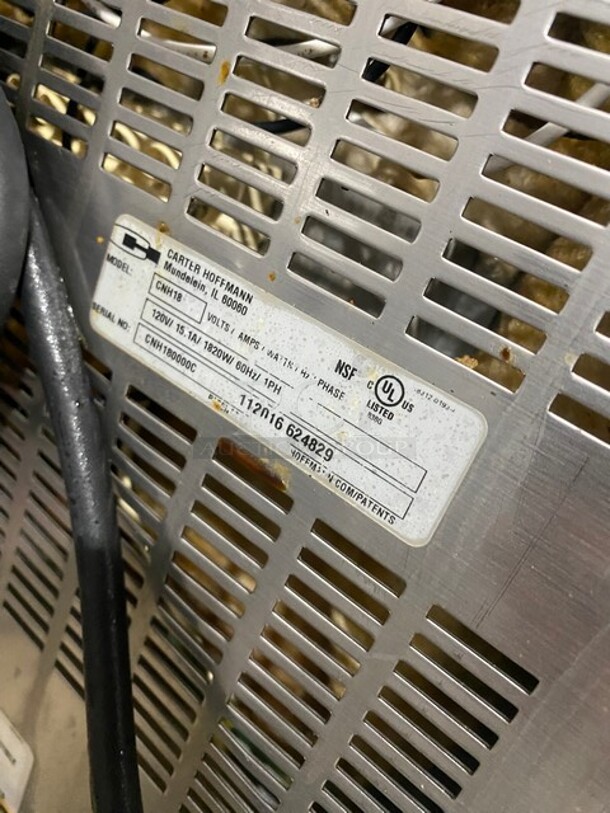 CARTER HOFFMANN
Mundelein, IL 60060
MODEL:
CNH18
VOLTS / AMPS / WATTS / Hz / PHASE
120V/ 15.1A/ 1820W/ 60Hz/ 1PH
SERIAL NO:
CNH180000C
112016 624829
NSF
C UL US
LISTED
HOFFMANN.COM/PATENTS